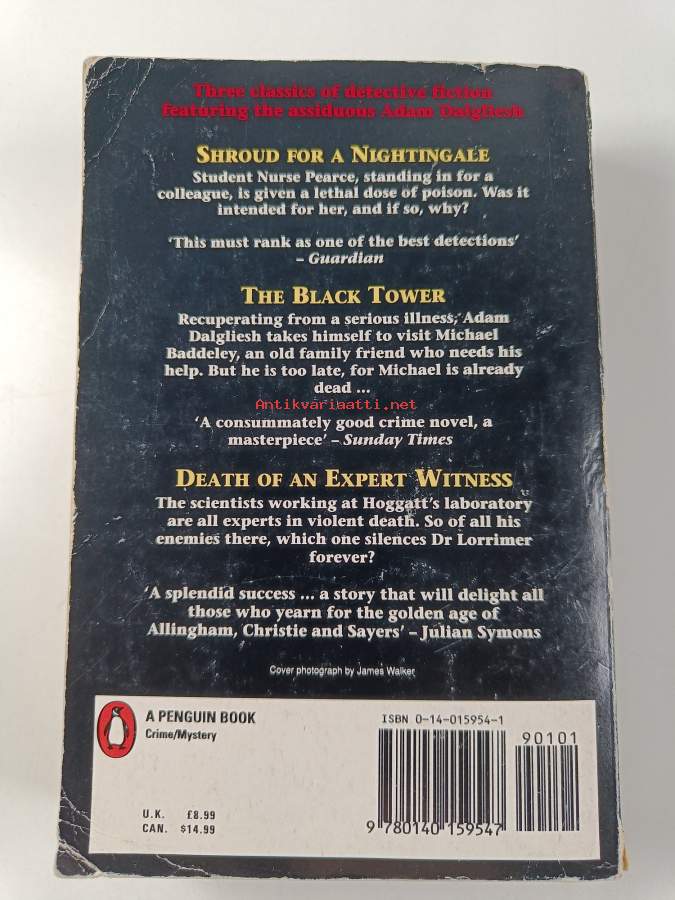 Three classics of detective fiction
featuring the assiduous Adam Dalgliesh
SHROUD FOR A NIGHTINGALE
Student Nurse Pearce, standing in for a
colleague, is given a lethal dose of poison. Was it
intended for her, and if so, why?
‘This must rank as one of the best detections’
– Guardian
THE BLACK TOWER
Recuperating from a serious illness, Adam
Dalgliesh takes himself to visit Michael
Baddeley, an old family friend who needs his
help. But he is too late, for Michael is already
dead ...
Antikvariaatti.net
‘A consummately good crime novel, a
masterpiece’ – Sunday Times
DEATH OF AN EXPERT WITNESS
The scientists working at Hoggatt’s laboratory
are all experts in violent death. So of all his
enemies there, which one silences Dr Lorrimer
forever?
‘A splendid success ... a story that will delight all
those who yearn for the golden age of
Allingham, Christie and Sayers’ – Julian Symons
Cover photograph by James Walker
A PENGUIN BOOK
Crime/Mystery
ISBN 0-14-015954-1
90101
U.K. £8.99
CAN. $14.99
9 780140 159547